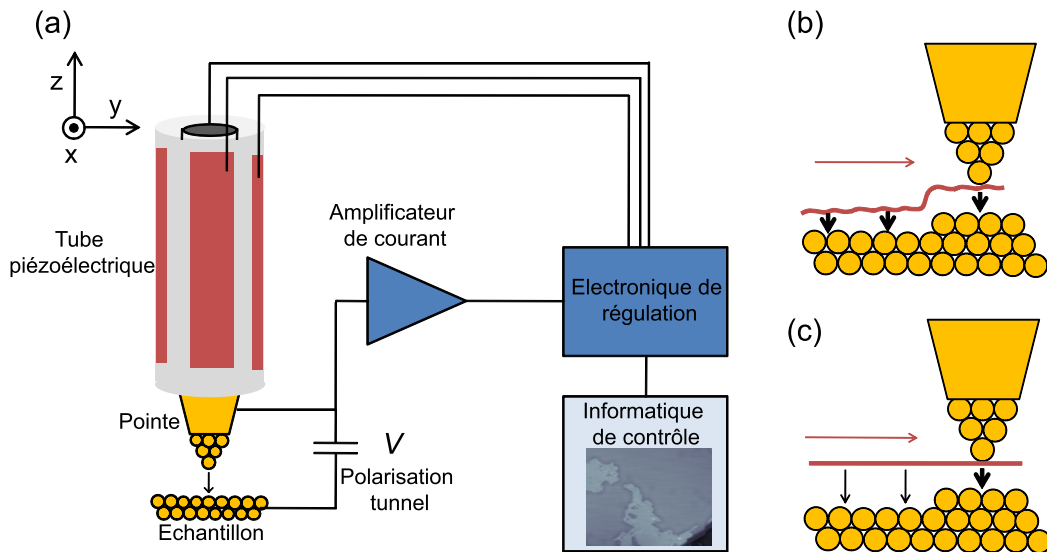 (a)
z
y
x
Tube
piézoélectrique
Amplificateur
de courant
Electronique de
régulation
Pointe
V
Polarisation
tunnel
Echantillon
Informatique
de contrôle
(b)
(c)